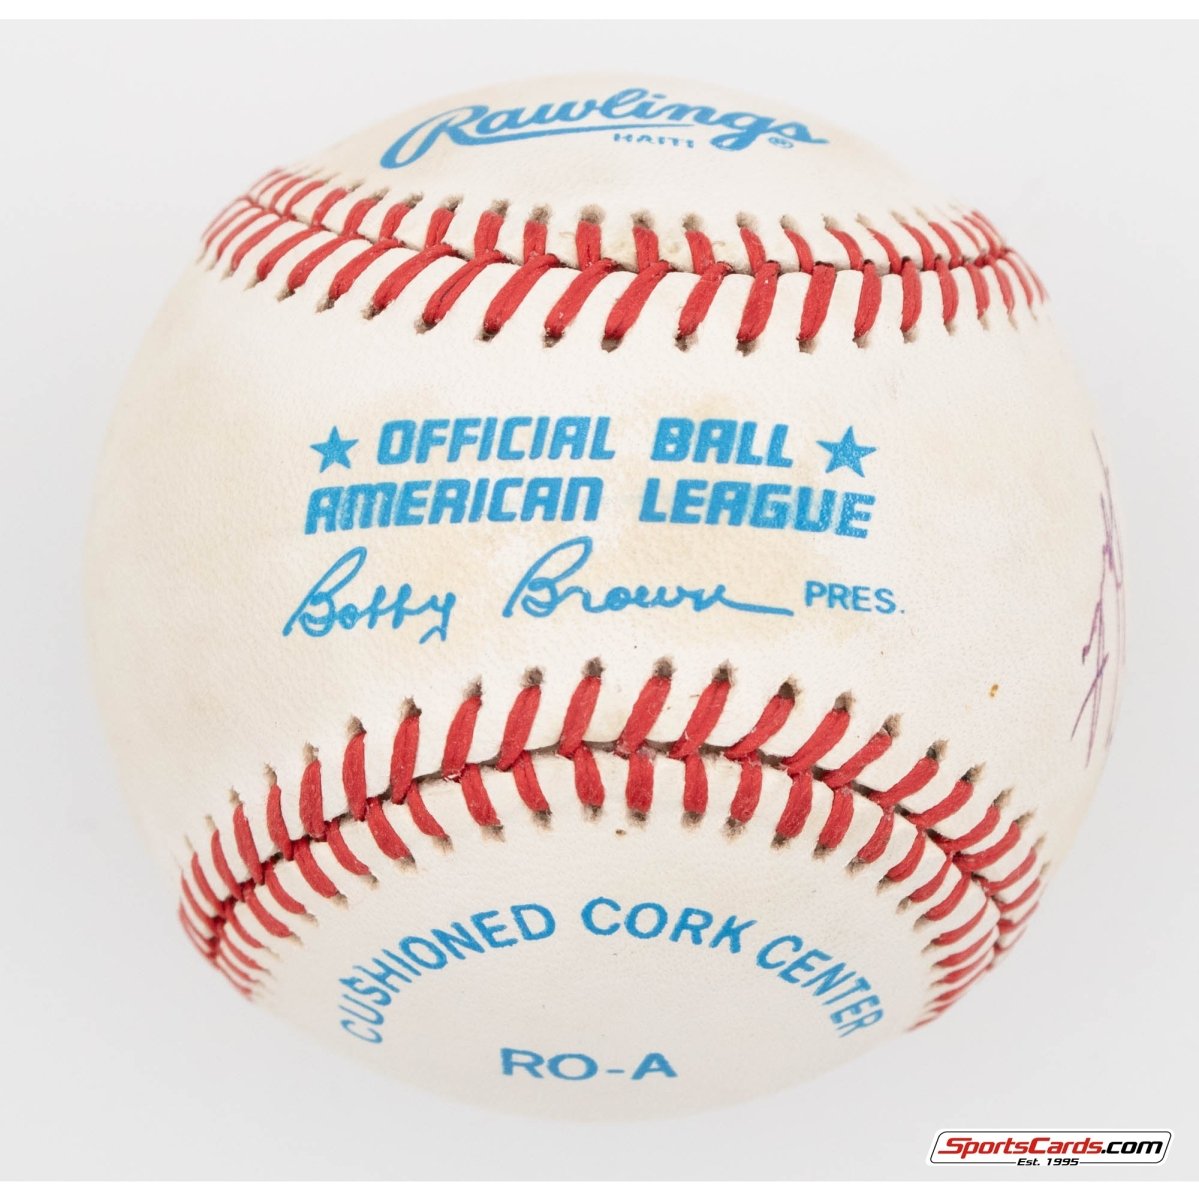 Rawlings ®
HAITI
★ OFFICIAL BALL ★
AMERICAN LEAGUE
Bobby Brown PRES.
CUSHIONED CORK CENTER
RO-A
SportsCards.com
Est. 1995